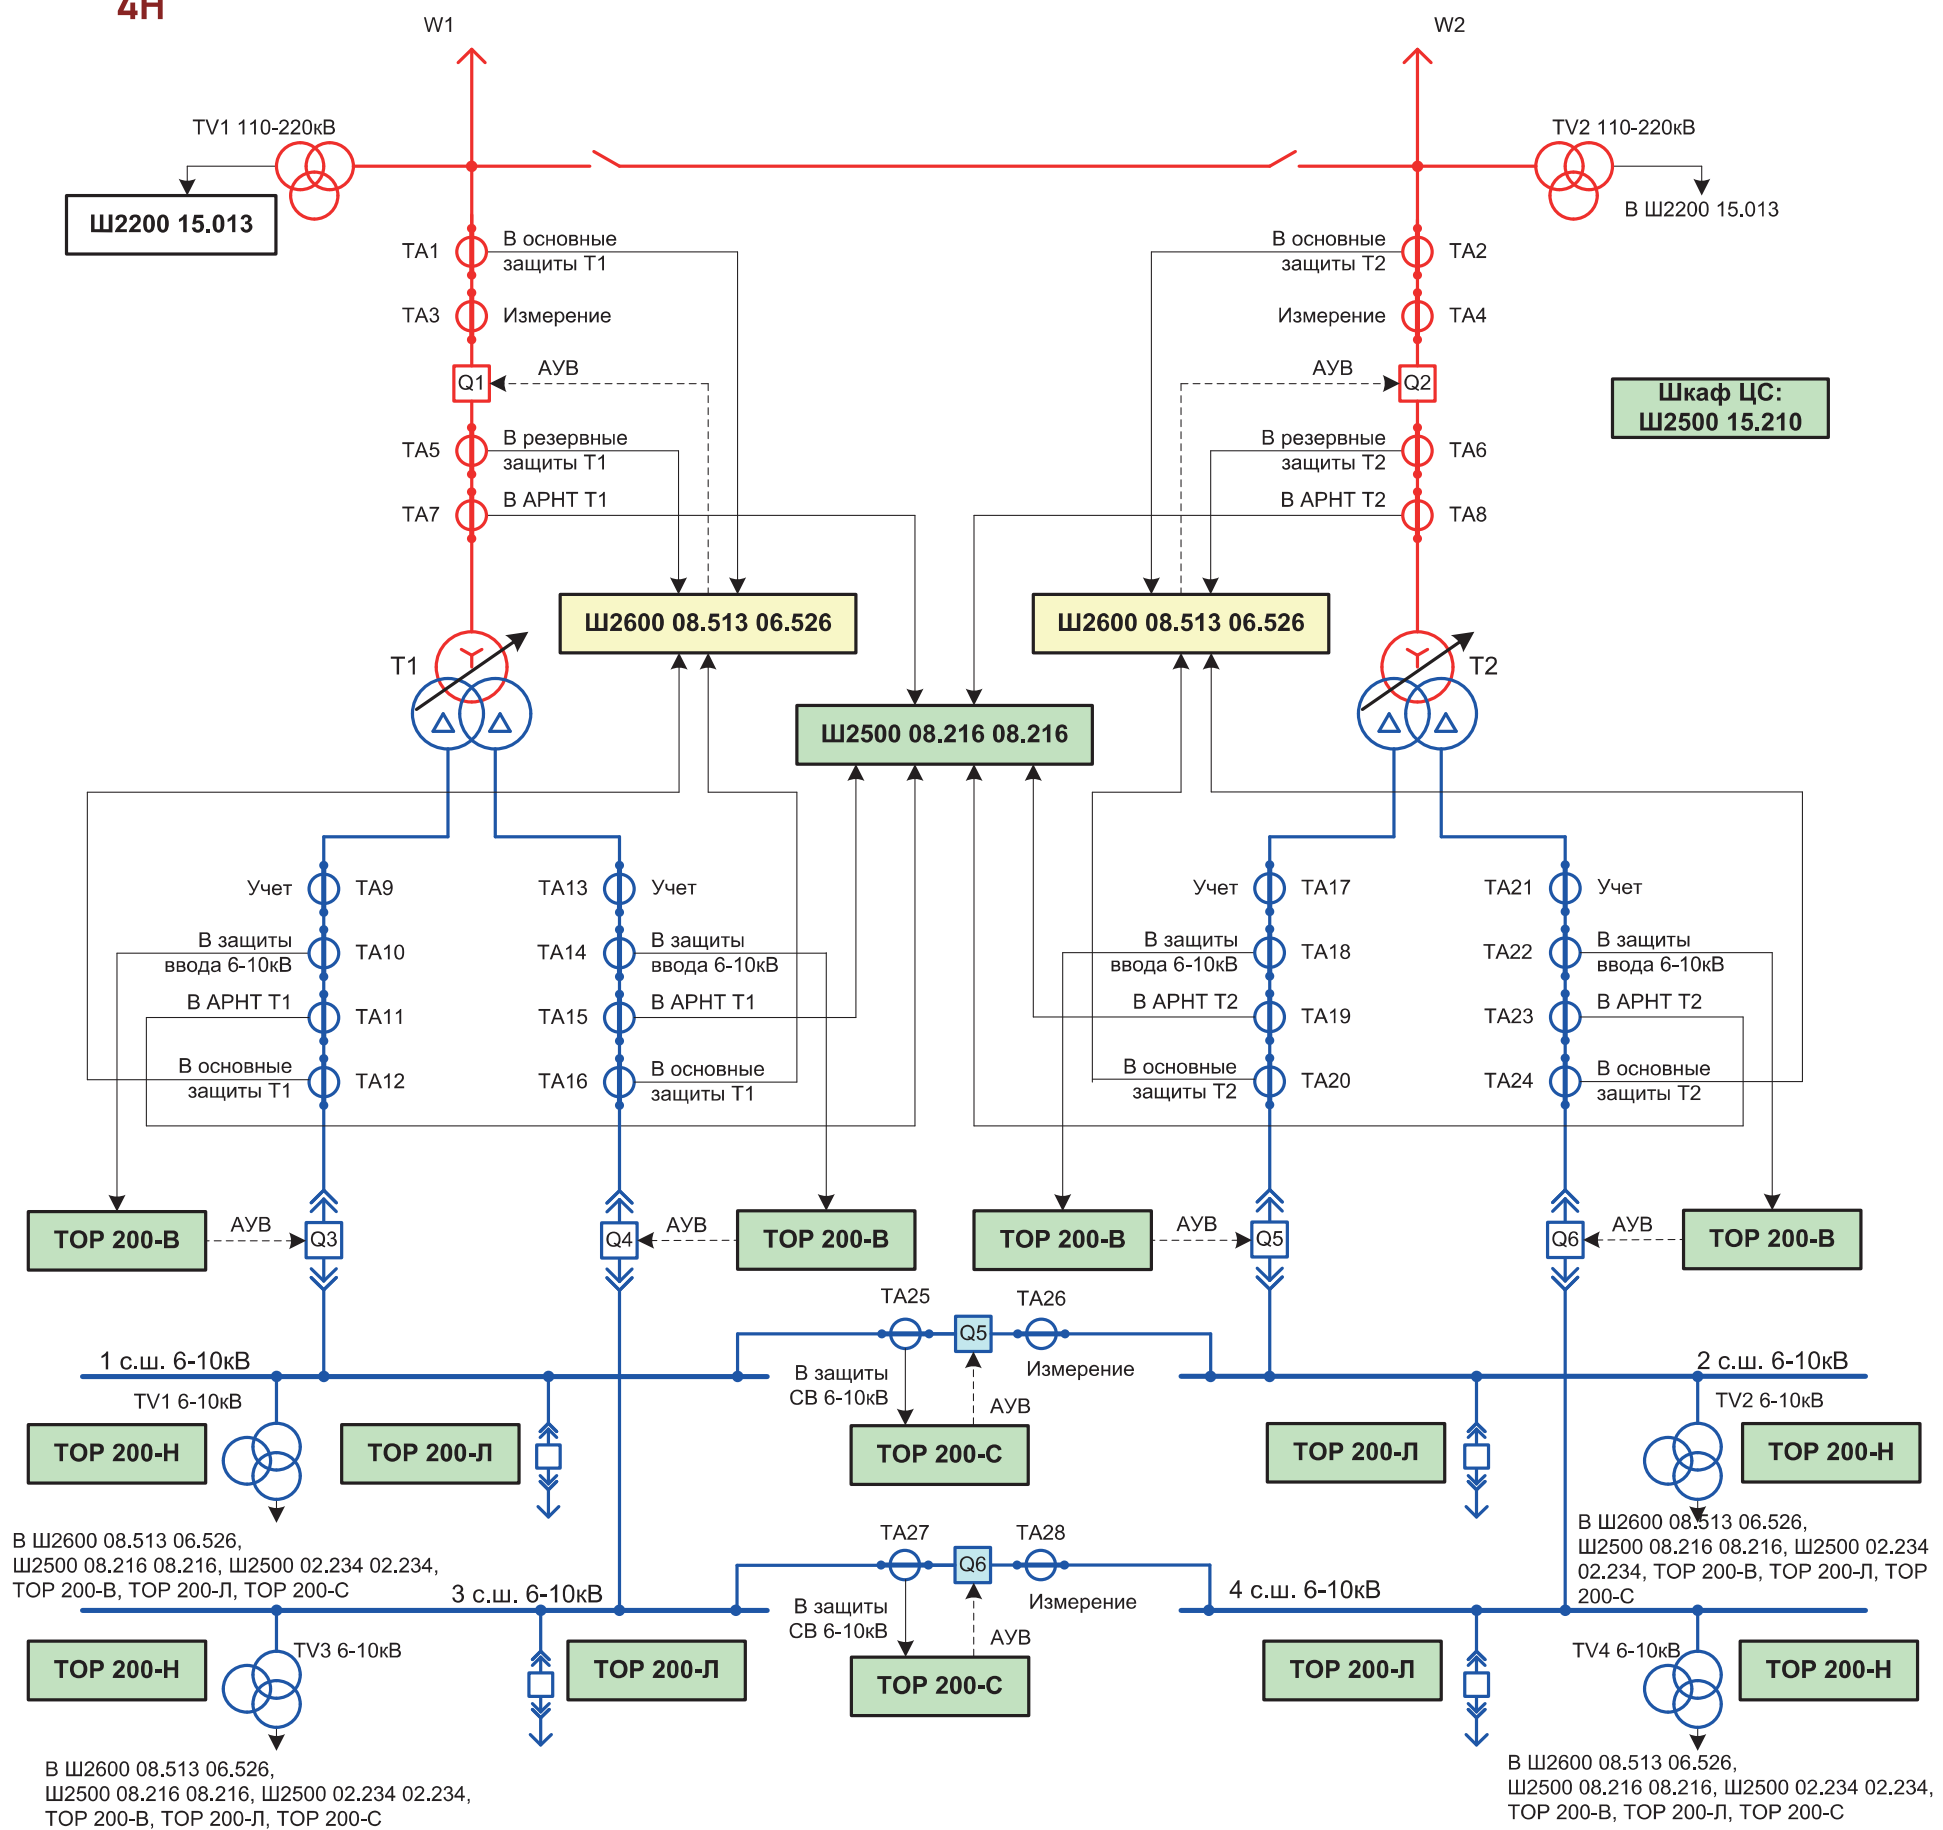 4Н
W1
W2
TV1 110-220кВ
TV2 110-220кВ
Ш2200 15.013
В Ш2200 15.013
ТА1
В основные
защиты Т1
В основные
защиты Т2
ТА2
ТА3
Измерение
Измерение
ТА4
Q1
АУВ
АУВ
Q2
Шкаф ЦС:
Ш2500 15.210
ТА5
В резервные
защиты Т1
В резервные
защиты Т2
ТА6
ТА7
В АРНТ Т1
В АРНТ Т2
ТА8
Ш2600 08.513 06.526
Ш2600 08.513 06.526
Т1
Т2
Ш2500 08.216 08.216
Учет
ТА9
ТА13
Учет
Учет
ТА17
ТА21
Учет
В защиты
ввода 6-10кВ
ТА10
ТА14
В защиты
ввода 6-10кВ
В защиты
ввода 6-10кВ
ТА18
ТА22
В защиты
ввода 6-10кВ
В АРНТ Т1
ТА11
ТА15
В АРНТ Т1
В АРНТ Т2
ТА19
ТА23
В АРНТ Т2
В основные
защиты Т1
ТА12
ТА16
В основные
защиты Т1
В основные
защиты Т2
ТА20
ТА24
В основные
защиты Т2
ТОР 200-В
АУВ
Q3
Q4
АУВ
ТОР 200-В
ТОР 200-В
АУВ
Q5
Q6
АУВ
ТОР 200-В
ТА25
Q5
ТА26
1 с.ш. 6-10кВ
В защиты
СВ 6-10кВ
Измерение
АУВ
2 с.ш. 6-10кВ
TV1 6-10кВ
TV2 6-10кВ
ТОР 200-Н
ТОР 200-Л
ТОР 200-С
ТОР 200-Л
ТОР 200-Н
В Ш2600 08.513 06.526,
Ш2500 08.216 08.216, Ш2500 02.234 02.234,
ТОР 200-В, ТОР 200-Л, ТОР 200-С
В Ш2600 08.513 06.526,
Ш2500 08.216 08.216, Ш2500 02.234
02.234, ТОР 200-В, ТОР 200-Л, ТОР
200-С
ТА27
Q6
ТА28
3 с.ш. 6-10кВ
В защиты
СВ 6-10кВ
Измерение
АУВ
4 с.ш. 6-10кВ
TV3 6-10кВ
TV4 6-10кВ
ТОР 200-Н
ТОР 200-Л
ТОР 200-С
ТОР 200-Л
ТОР 200-Н
В Ш2600 08.513 06.526,
Ш2500 08.216 08.216, Ш2500 02.234 02.234,
ТОР 200-В, ТОР 200-Л, ТОР 200-С
В Ш2600 08.513 06.526,
Ш2500 08.216 08.216, Ш2500 02.234 02.234,
ТОР 200-В, ТОР 200-Л, ТОР 200-С